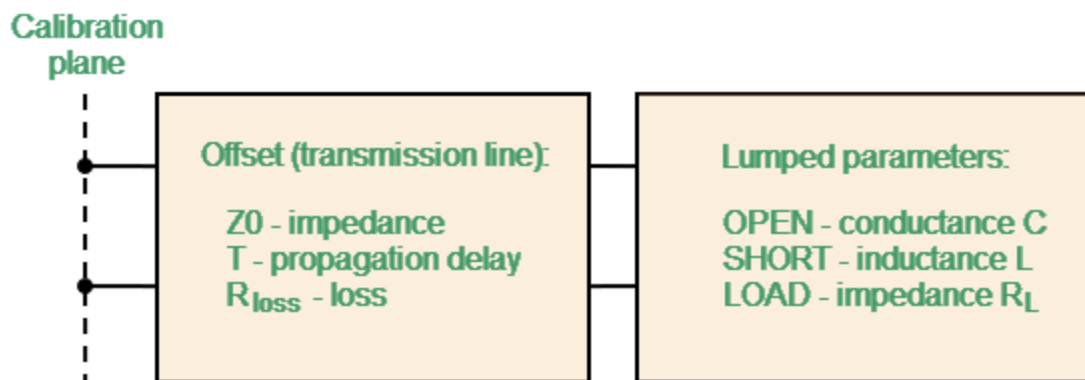 Calibration
plane
Offset (transmission line):
Z0 - impedance
T - propagation delay
Rloss - loss
Lumped parameters:
OPEN - conductance C
SHORT - inductance L
LOAD - impedance RL